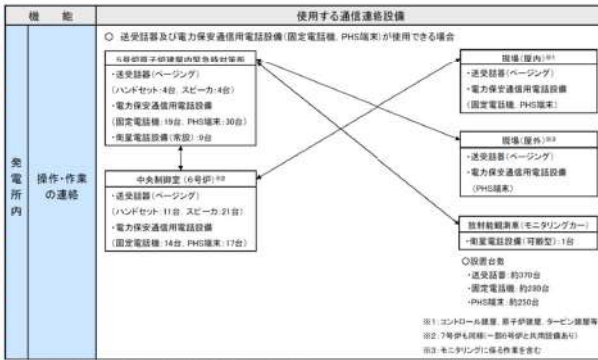 機　能
使用する通信連絡設備
発電所内
操作・作業
の連絡
○ 送受話器及び電力保安通信用電話設備(固定電話機、PHS端末)が使用できる場合
5号炉原子炉建屋内緊急時対策所
・送受話器(ページング)
(ハンドセット:4台、スピーカ:4台)
・電力保安通信用電話設備
(固定電話機:19台、PHS端末:30台)
・衛星電話設備(常設):9台
中央制御室(6号炉)※2
・送受話器(ページング)
(ハンドセット:11台、スピーカ:21台)
・電力保安通信用電話設備
(固定電話機:14台、PHS端末:17台)
現場(屋内)※1
・送受話器(ページング)
・電力保安通信用電話設備
(固定電話機、PHS端末)
現場(屋外)※3
・送受話器(ページング)
・電力保安通信用電話設備
(PHS端末)
放射能観測車(モニタリングカー)
・衛星電話設備(可搬型):1台
○設置台数
・送受話器:約370台
・固定電話機:約280台
・PHS端末:約250台
※1:コントロール建屋、原子炉建屋、タービン建屋等
※2:7号炉も同様(一部6号炉と共用設備あり)
※3:モニタリングに係る作業を含む